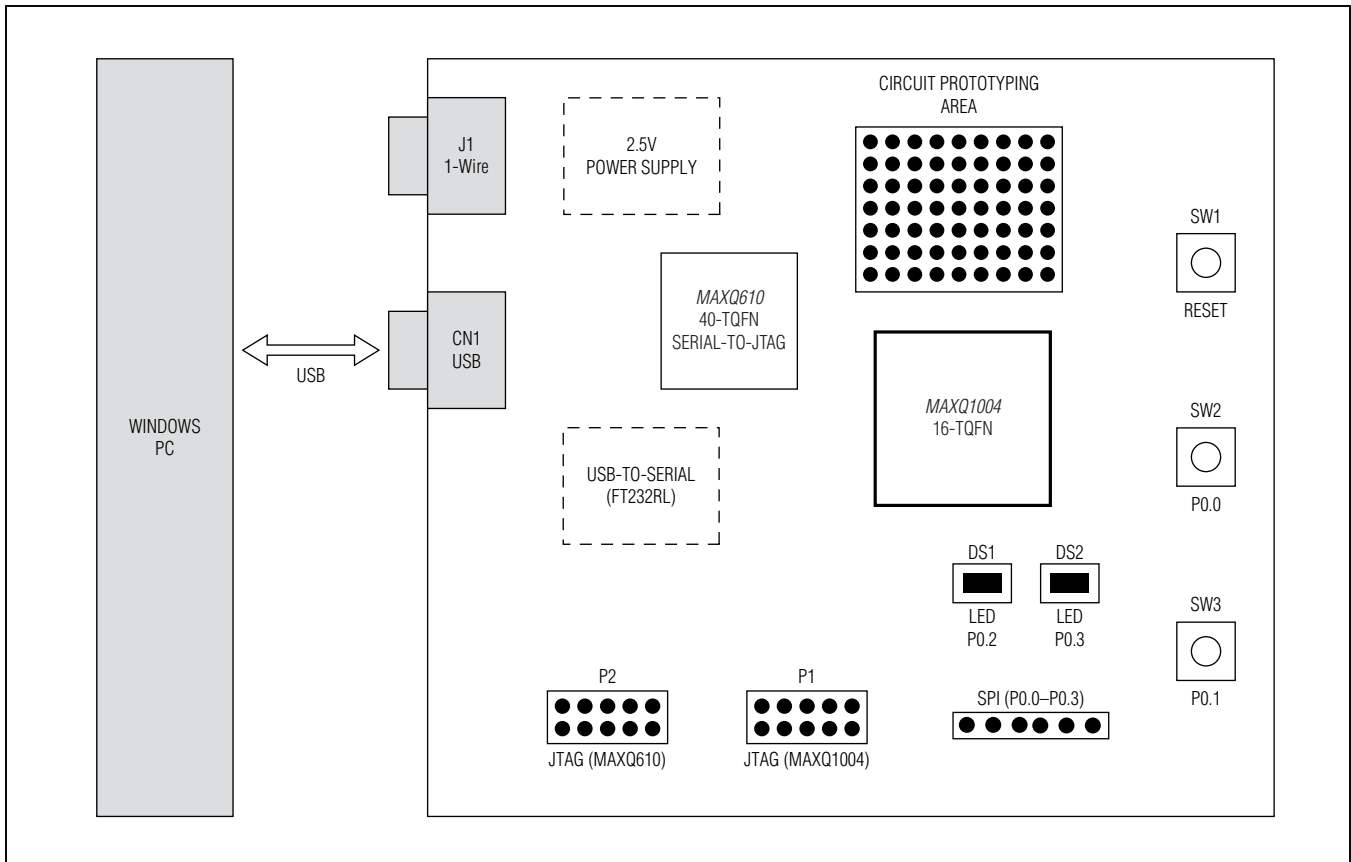 WINDOWS
PC
USB
J1
1-Wire
CN1
USB
2.5V
POWER SUPPLY
MAXQ610
40-TQFN
SERIAL-TO-JTAG
USB-TO-SERIAL
(FT232RL)
CIRCUIT PROTOTYPING
AREA
MAXQ1004
16-TQFN
SW1
RESET
SW2
P0.0
SW3
P0.1
DS1
LED
P0.2
DS2
LED
P0.3
P2
JTAG (MAXQ610)
P1
JTAG (MAXQ1004)
SPI (P0.0–P0.3)